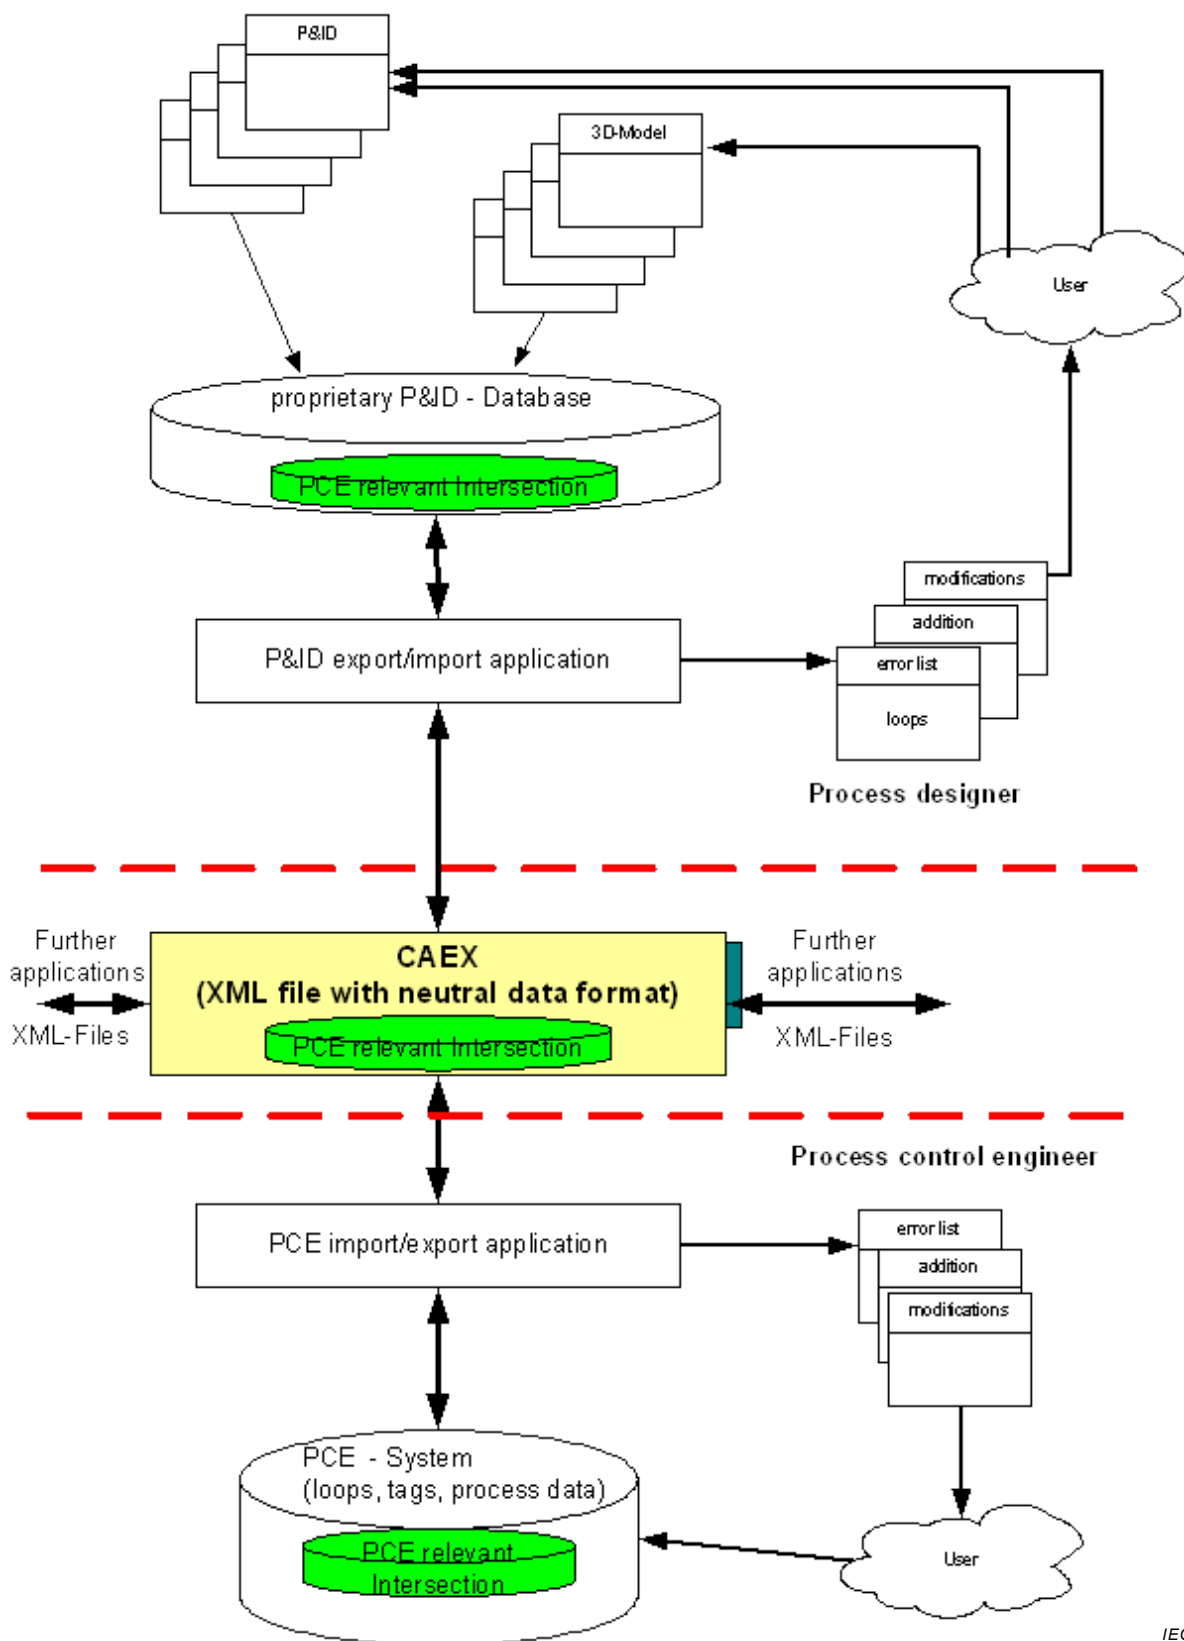 P&ID
3D-Model
User
proprietary P&ID - Database
PCE relevant Intersection
modifications
addition
error list
loops
P&ID export/import application
Process designer
Further
applications
XML-Files
CAEX
(XML file with neutral data format)
PCE relevant Intersection
Further
applications
XML-Files
Process control engineer
PCE import/export application
error list
addition
modifications
PCE - System
(loops, tags, process data)
PCE relevant
Intersection
User